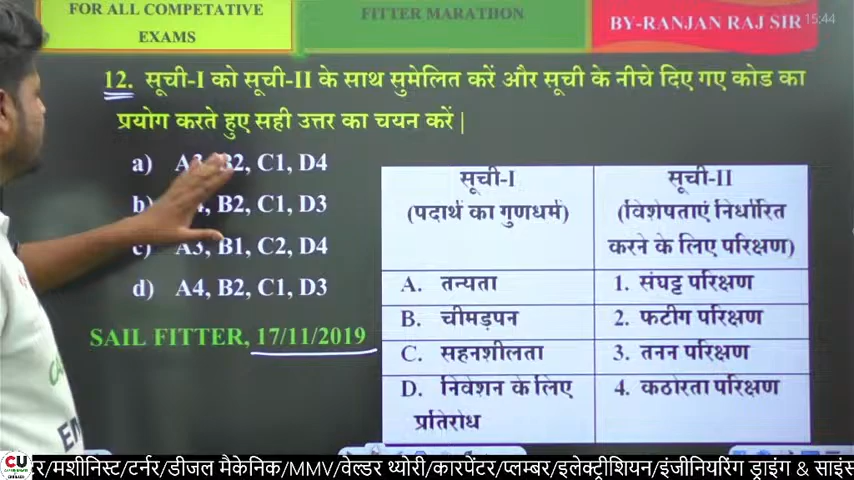 FOR ALL COMPETATIVE
EXAMS
FITTER MARATHON
BY-RANJAN RAJ SIR
15:44
12. सूची-I को सूची-II के साथ सुमेलित करें और सूची के नीचे दिए गए कोड का
प्रयोग करते हुए सही उत्तर का चयन करें |
a) A3, B2, C1, D4
b) B2, C1, D3
c) A3, B1, C2, D4
d) A4, B2, C1, D3
SAIL FITTER, 17/11/2019
सूची-I
(पदार्थ का गुणधर्म)
सूची-II
(विशेषताएं निर्धारित
करने के लिए परिक्षण)
A. तन्यता
1. संघट्ट परिक्षण
B. चीमड़पन
2. फटीग परिक्षण
C. सहनशीलता
3. तनन परिक्षण
D. निवेशन के लिए
प्रतिरोध
4. कठोरता परिक्षण
CU
र/मशीनिस्ट/टर्नर/डीजल मैकेनिक/MMV/वेल्डर थ्योरी/कारपेंटर/प्लम्बर/इलेक्ट्रीशियन/इंजीनियरिंग ड्राइंग & साइंस